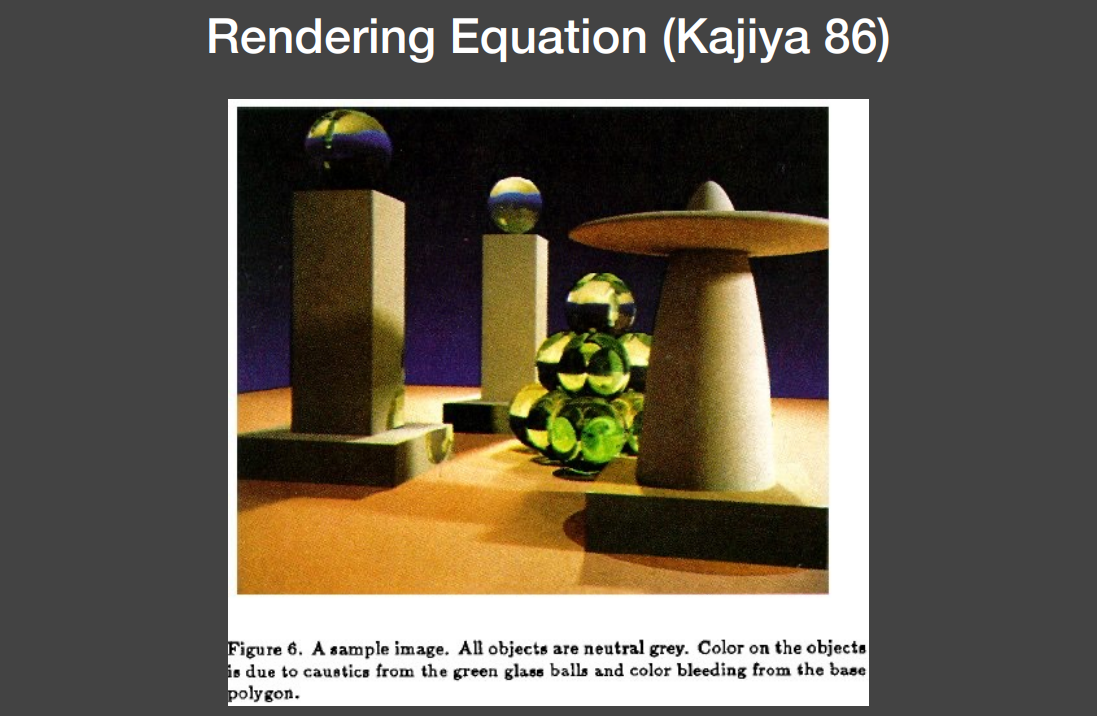 Rendering Equation (Kajiya 86)
Figure 6. A sample image. All objects are neutral grey. Color on the objects
is due to caustics from the green glass balls and color bleeding from the base
polygon.